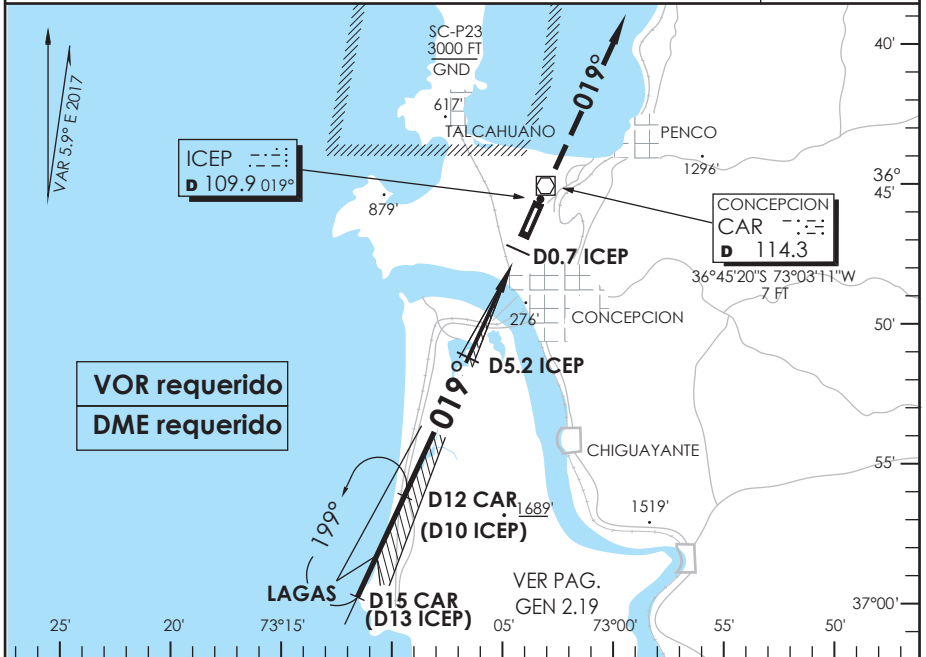 SC-P23
3000 FT
GND
617'
TALCAHUANO
019°
40'
VAR 5.9° E 2017
PENCO
1296'
ICEP
D 109.9 019°
879'
36°
45'
CONCEPCION
CAR
D 114.3
36°45'20"S 73°03'11"W
7 FT
D0.7 ICEP
276'
CONCEPCION
50'
D5.2 ICEP
VOR requerido
DME requerido
019°
CHIGUAYANTE
55'
199°
D12 CAR
(D10 ICEP)
1689'
1519'
LAGAS
D15 CAR
(D13 ICEP)
VER PAG.
GEN 2.19
37°00'
25' 20' 73°15' 05' 73°00' 55' 50'